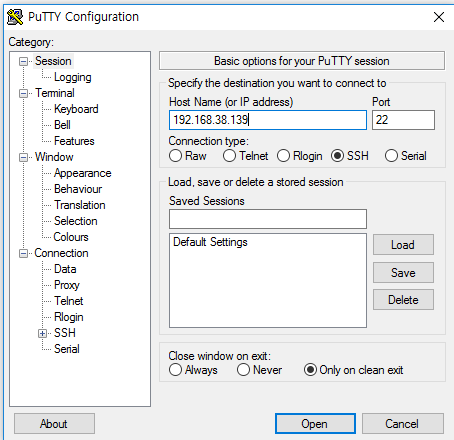 PuTTY Configuration
Category:
Session
Logging
Terminal
Keyboard
Bell
Features
Window
Appearance
Behaviour
Translation
Selection
Colours
Connection
Data
Proxy
Telnet
Rlogin
SSH
Serial
Basic options for your PuTTY session
Specify the destination you want to connect to
Host Name (or IP address) Port
192.168.38.139 22
Connection type:
Raw Telnet Rlogin SSH Serial
Load, save or delete a stored session
Saved Sessions
Default Settings
Load
Save
Delete
Close window on exit:
Always Never Only on clean exit
About Open Cancel